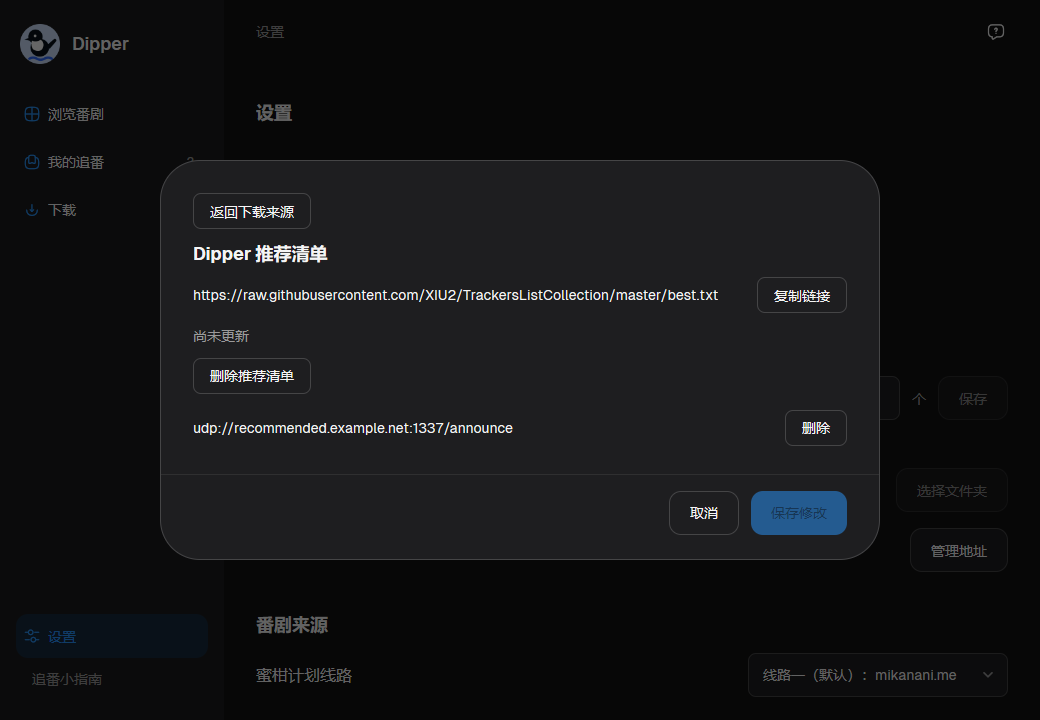 Dipper
设置
浏览番剧
设置
我的追番
下载
返回下载来源
Dipper 推荐清单
https://raw.githubusercontent.com/XIU2/TrackersListCollection/master/best.txt
复制链接
尚未更新
删除推荐清单
个
保存
udp://recommended.example.net:1337/announce
删除
选择文件夹
取消
保存修改
管理地址
番剧来源
设置
蜜柑计划线路
线路一（默认）：mikanani.me
追番小指南